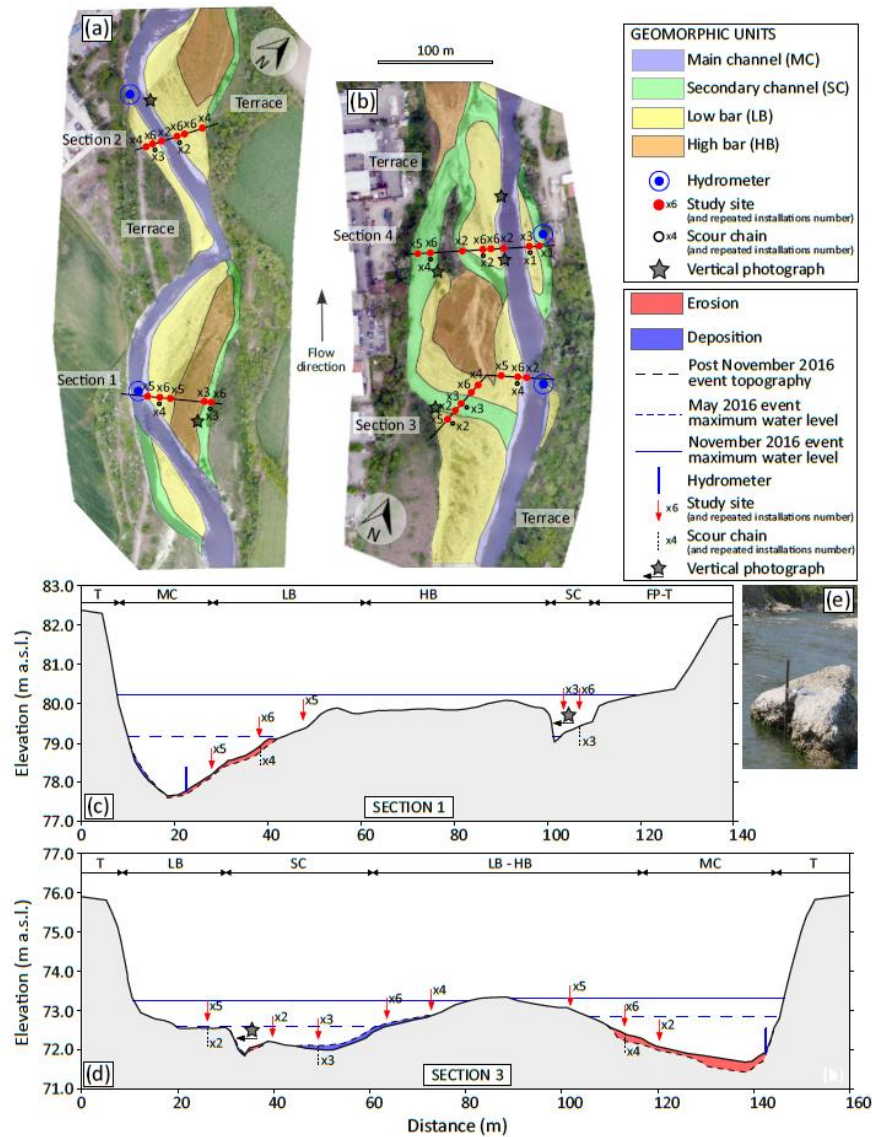 (a)
Terrace
Section 2
x4
x6
x2
x6
x6
x4
x3
x2
Terrace
Section 1
x5
x6
x5
x3
x6
x4
x3
Terrace
N
100 m
Flow
direction
(b)
Terrace
Section 4
x5
x6
x2
x6
x6
x2
x3
x1
x4
x2
x1
x4
x6
x2
x6
x3
x4
x2
x3
x5
x2
Section 3
Terrace
N
GEOMORPHIC UNITS
Main channel (MC)
Secondary channel (SC)
Low bar (LB)
High bar (HB)
Hydrometer
x6 Study site
(and repeated installations number)
x4 Scour chain
(and repeated installations number)
Vertical photograph
Erosion
Deposition
Post November 2016
event topography
May 2016 event
maximum water level
November 2016 event
maximum water level
Hydrometer
x6 Study site
(and repeated installations number)
x4 Scour chain
(and repeated installations number)
Vertical photograph
83.0
82.0
81.0
80.0
79.0
78.0
77.0
Elevation (m a.s.l.)
T MC LB HB SC FP-T
x5
x6
x4
x5
x3 x6
x3
(c)
SECTION 1
0 20 40 60 80 100 120 140
(e)
77.0
76.0
75.0
74.0
73.0
72.0
71.0
Elevation (m a.s.l.)
T LB SC LB - HB MC T
x5
x2
x2
x3
x3
x6
x4
x5
x6
x4
x2
(d)
SECTION 3
0 20 40 60 80 100 120 140 160
Distance (m)